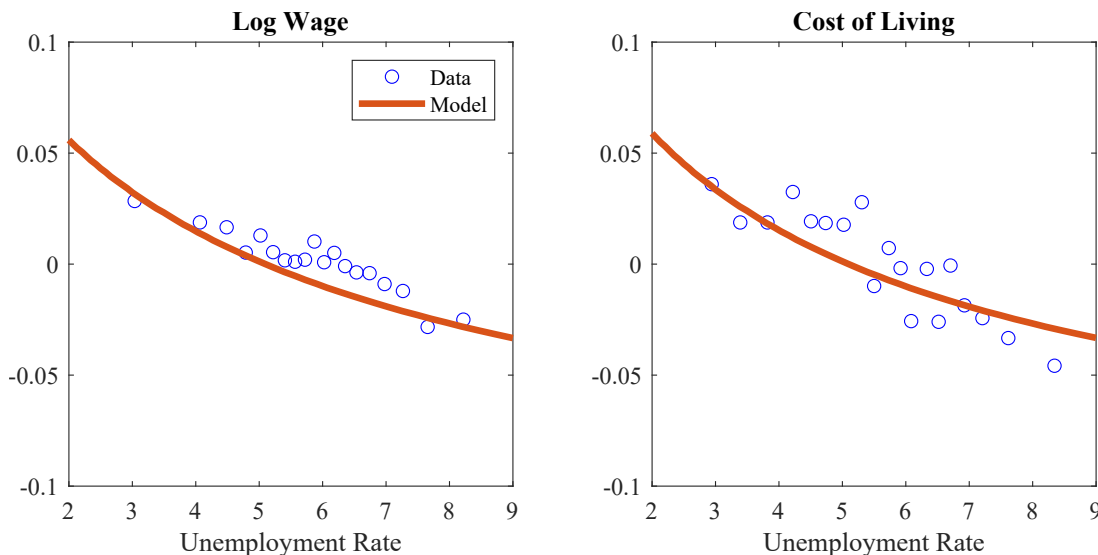 Log Wage
0.1
0.05
0
-0.05
-0.1
2 3 4 5 6 7 8 9
Unemployment Rate
Data
Model
Cost of Living
0.1
0.05
0
-0.05
-0.1
2 3 4 5 6 7 8 9
Unemployment Rate